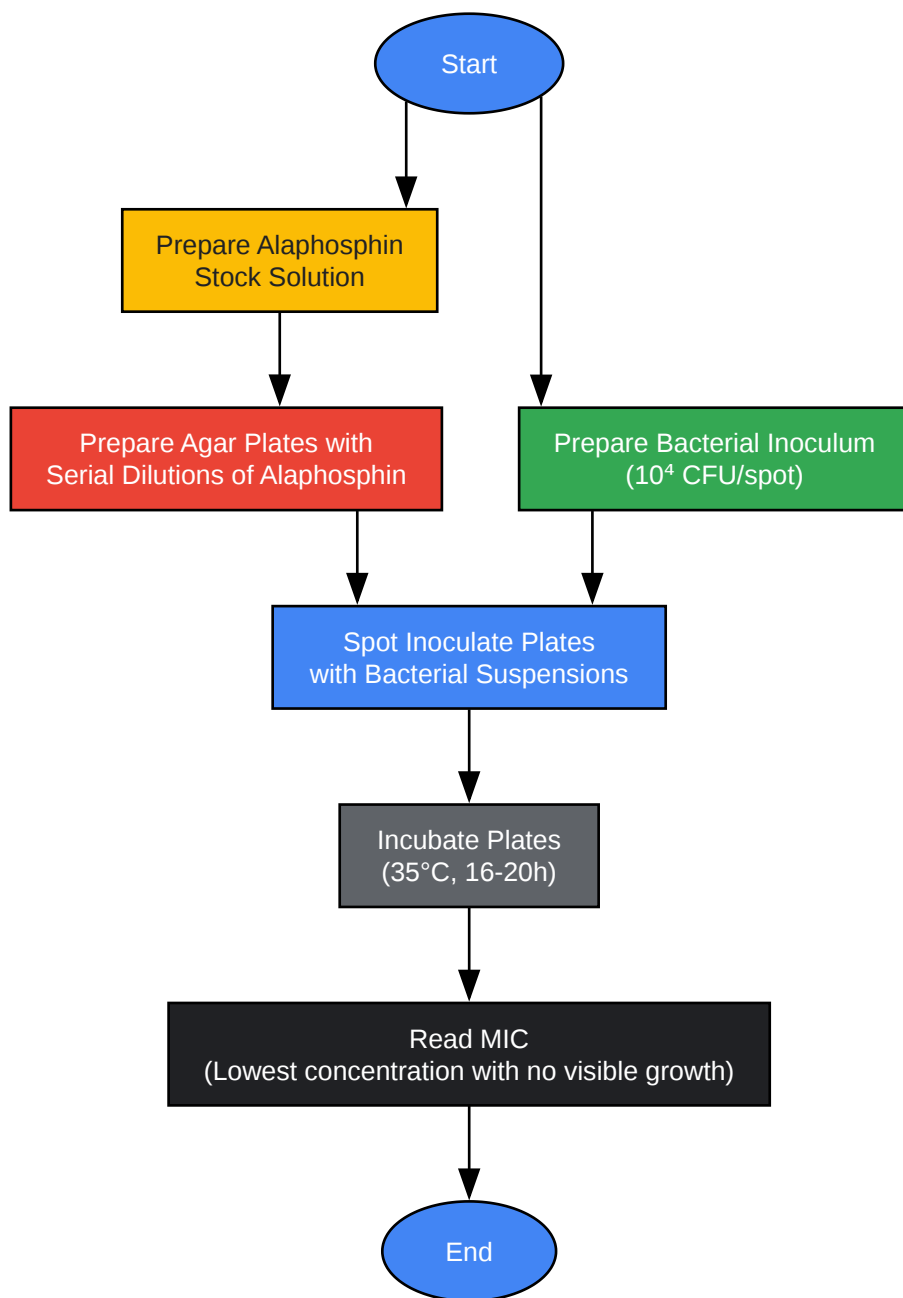 Start
Prepare Alaphosphin
Stock Solution
Prepare Agar Plates with
Serial Dilutions of Alaphosphin
Prepare Bacterial Inoculum
(10⁴ CFU/spot)
Spot Inoculate Plates
with Bacterial Suspensions
Incubate Plates
(35°C, 16-20h)
Read MIC
(Lowest concentration with no visible growth)
End